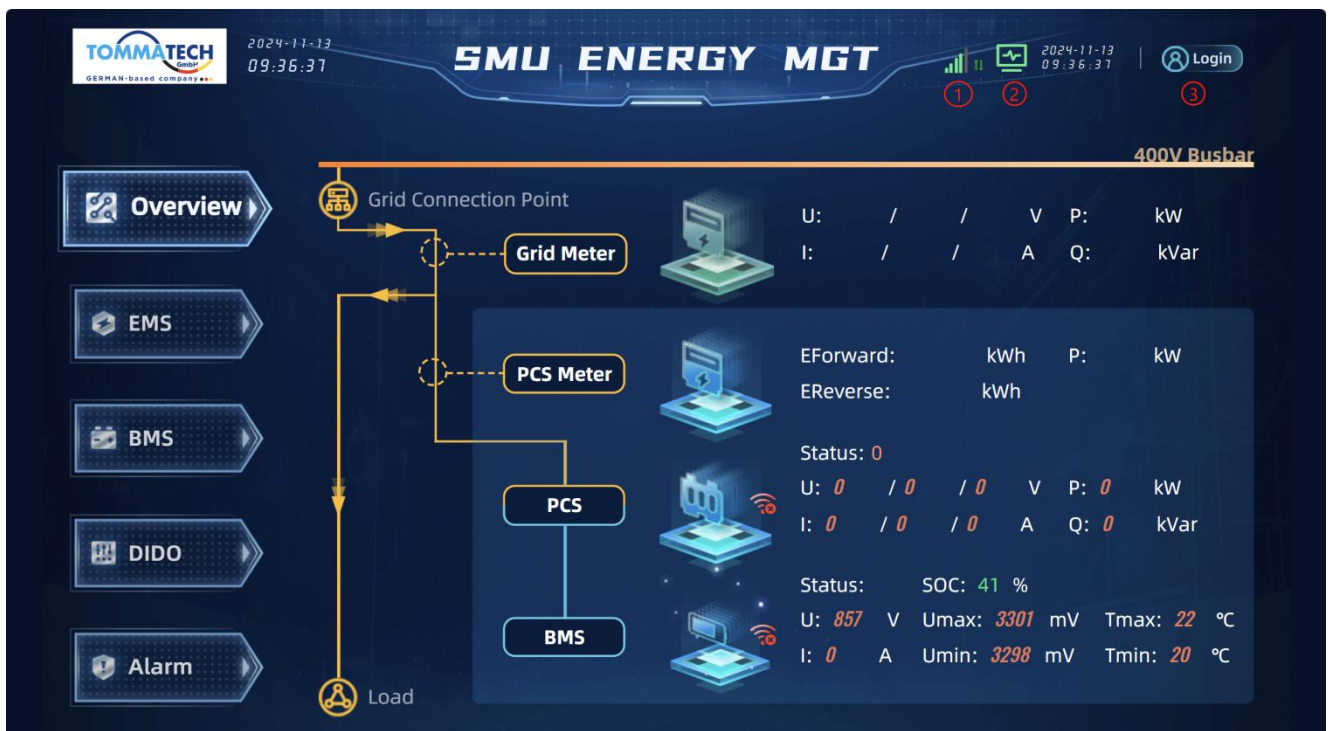 TOMMATECH
GmbH
GERMAN-based company
2024-11-13
09:36:37
SMU ENERGY MGT
2024-11-13
09:36:37
Login
1
2
3
400V Busbar
Overview
EMS
BMS
DIDO
Alarm
Grid Connection Point
Grid Meter
U: / / V P: kW
I: / / A Q: kVar
PCS Meter
EForward: kWh P: kW
EReverse: kWh
PCS
Status: 0
U: 0 / 0 / 0 V P: 0 kW
I: 0 / 0 / 0 A Q: 0 kVar
BMS
Status: SOC: 41 %
U: 857 V Umax: 3301 mV Tmax: 22 ℃
I: 0 A Umin: 3298 mV Tmin: 20 ℃
Load